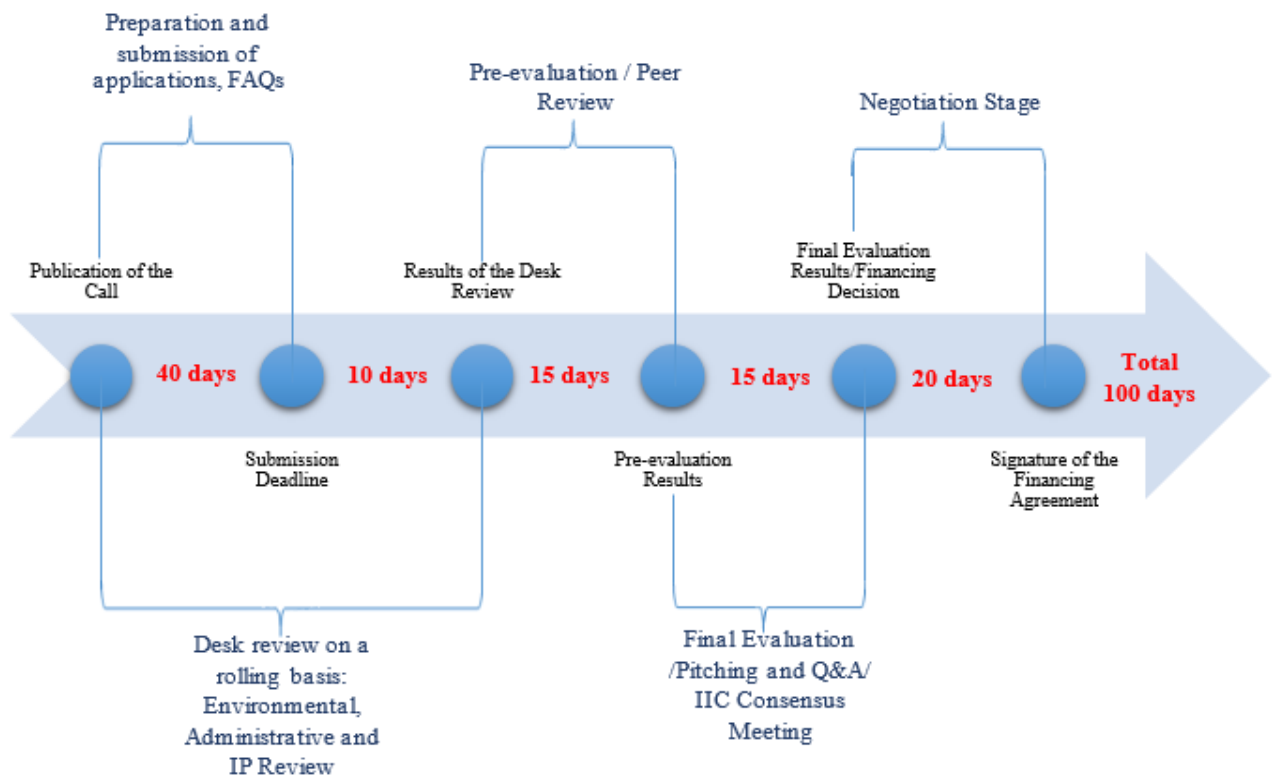 Preparation and
submission of
applications, FAQs
Pre-evaluation / Peer
Review
Negotiation Stage
Publication of the
Call
Results of the Desk
Review
Final Evaluation
Results/Financing
Decision
40 days
10 days
15 days
15 days
20 days
Total
100 days
Submission
Deadline
Pre-evaluation
Results
Signature of the
Financing
Agreement
Desk review on a
rolling basis:
Environmental,
Administrative and
IP Review
Final Evaluation
/Pitching and Q&A/
IIC Consensus
Meeting